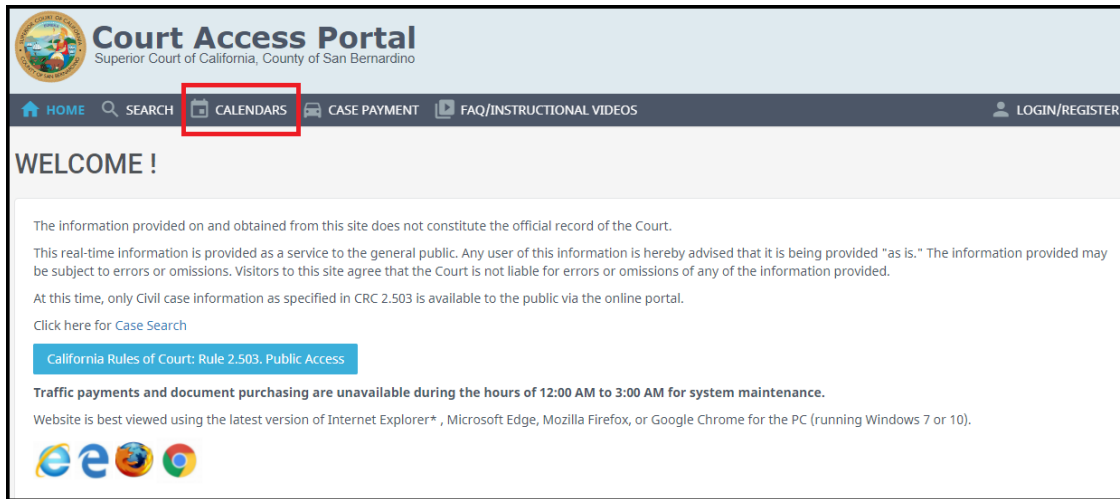 Court Access Portal
Superior Court of California, County of San Bernardino
HOME SEARCH CALENDARS CASE PAYMENT FAQ/INSTRUCTIONAL VIDEOS LOGIN/REGISTER
WELCOME !
The information provided on and obtained from this site does not constitute the official record of the Court.
This real-time information is provided as a service to the general public. Any user of this information is hereby advised that it is being provided "as is." The information provided may
be subject to errors or omissions. Visitors to this site agree that the Court is not liable for errors or omissions of any of the information provided.
At this time, only Civil case information as specified in CRC 2.503 is available to the public via the online portal.
Click here for Case Search
California Rules of Court: Rule 2.503. Public Access
Traffic payments and document purchasing are unavailable during the hours of 12:00 AM to 3:00 AM for system maintenance.
Website is best viewed using the latest version of Internet Explorer* , Microsoft Edge, Mozilla Firefox, or Google Chrome for the PC (running Windows 7 or 10).